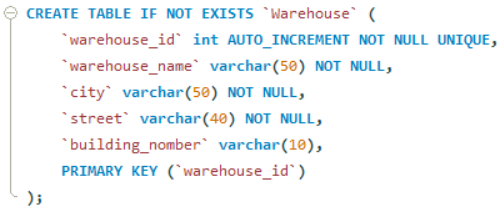 CREATE TABLE IF NOT EXISTS `Warehouse` (
`warehouse_id` int AUTO_INCREMENT NOT NULL UNIQUE,
`warehouse_name` varchar(50) NOT NULL,
`city` varchar(50) NOT NULL,
`street` varchar(40) NOT NULL,
`building_nomber` varchar(10),
PRIMARY KEY (`warehouse_id`)
);